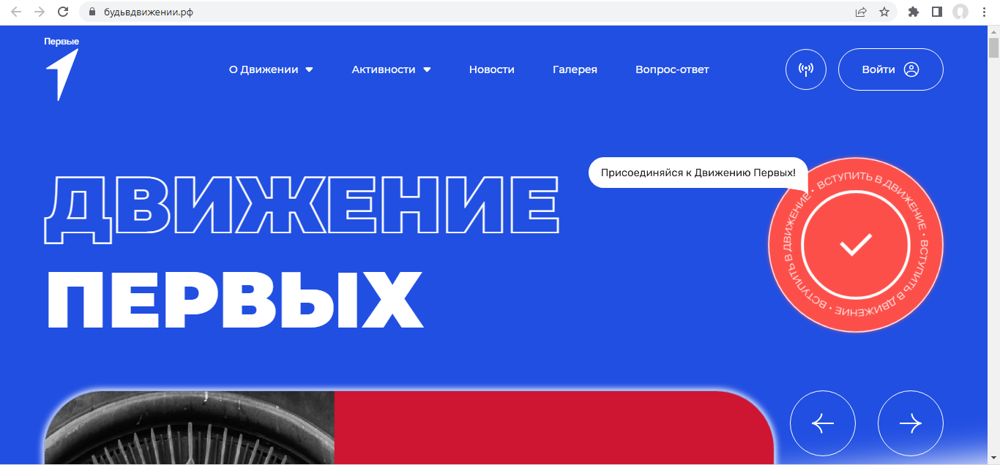 будьвдвижении.рф
Первые
О Движении
Активности
Новости
Галерея
Вопрос-ответ
Войти
Присоединяйся к Движению Первых!
ВСТУПИТЬ В ДВИЖЕНИЕ • ВСТУПИТЬ В ДВИЖЕНИЕ • ВСТУПИТЬ В ДВИЖЕНИЕ •
ДВИЖЕНИЕ
ПЕРВЫХ